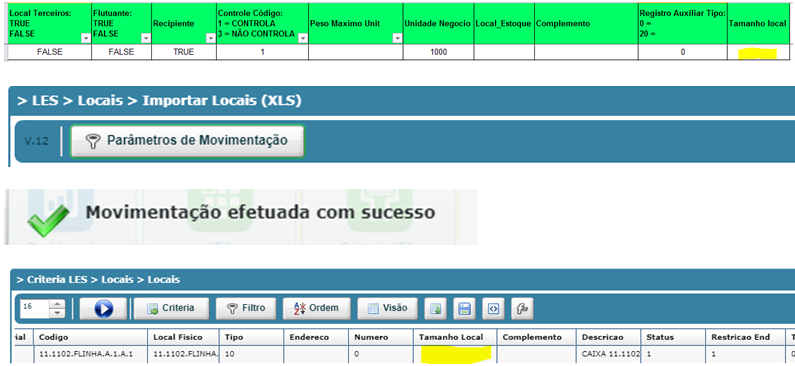 Local Terceiros: TRUE FALSE
Flutuante: TRUE FALSE
Recipiente
Controle Código: 1 = CONTROLA 3 = NÃO CONTROLA
Peso Maximo Unit
Unidade Negocio
Local_Estoque
Complemento
Registro Auxiliar Tipo: 0 = 20 =
Tamanho local
FALSE FALSE TRUE 1 1000 0
> LES > Locais > Importar Locais (XLS)
V.12 Parâmetros de Movimentação
Movimentação efetuada com sucesso
> Criteria LES > Locais > Locais
16 Criteria Filtro Ordem Visão
ial Codigo Local Fisico Tipo Endereco Numero Tamanho Local Complemento Descricao Status Restricao End T
11.1102.FLINHA.A.1.A.1 11.1102.FLINHA. 10 0 CAIXA 11.1102 1 1 0